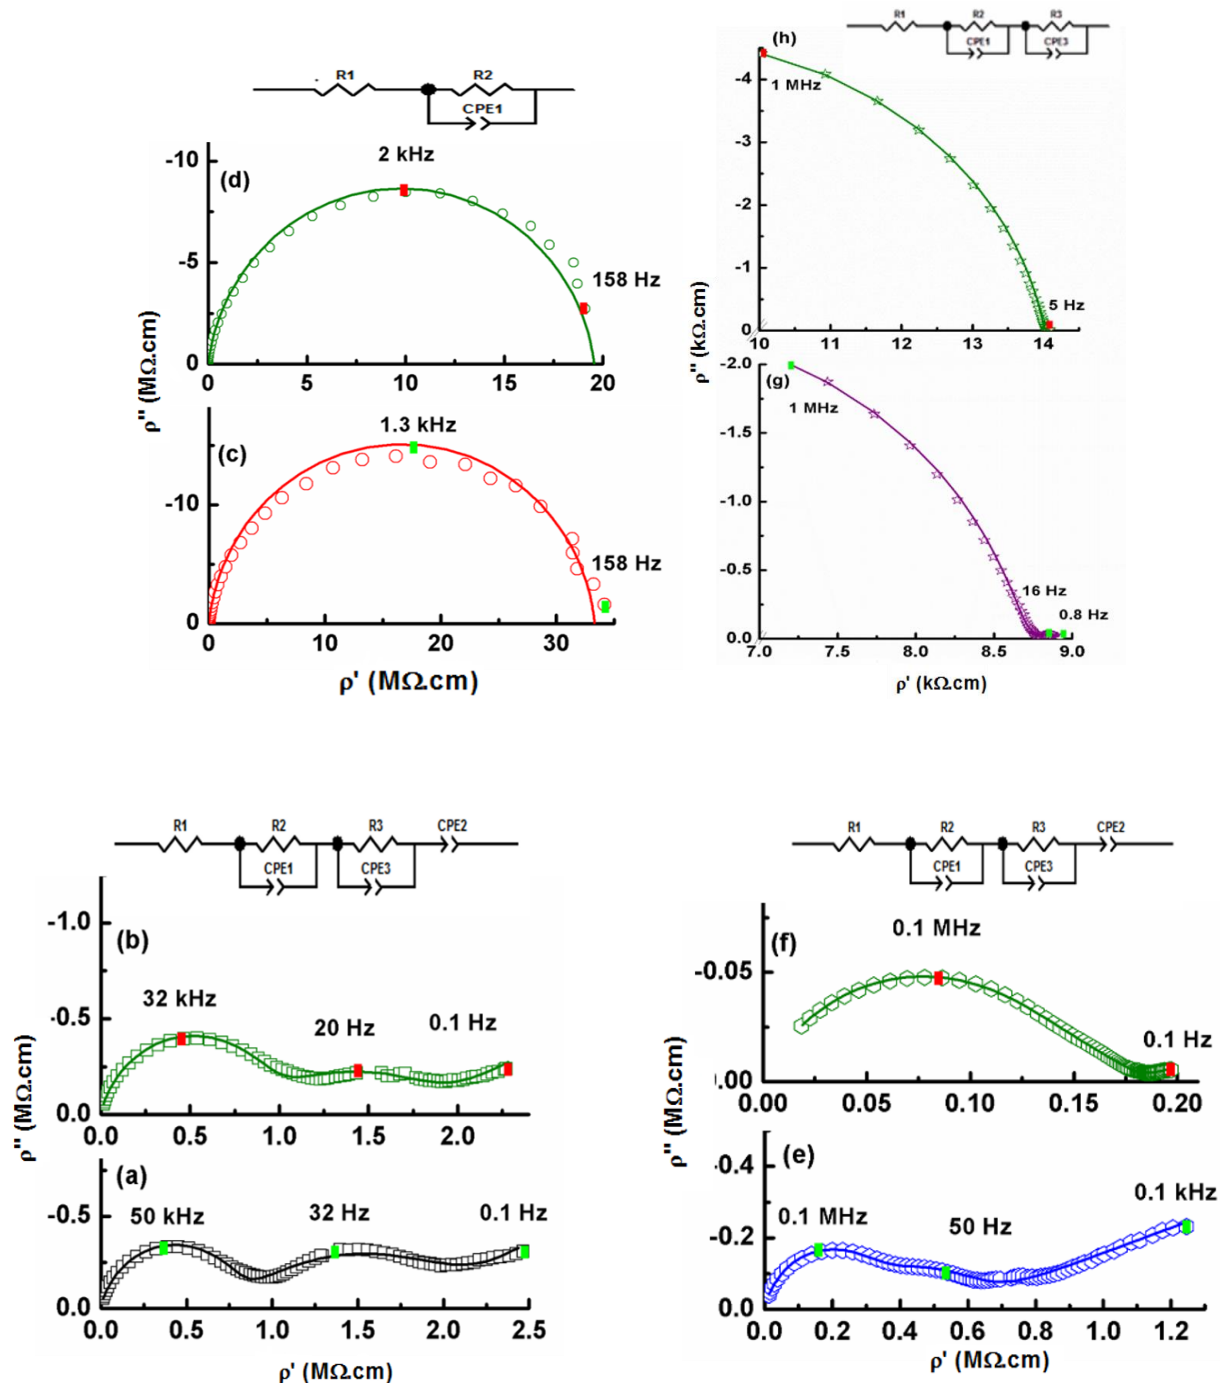 R1 R2
CPE1
2 kHz
(d)
-10
-5
0
158 Hz
0 5 10 15 20
1.3 kHz
(c)
-10
0
158 Hz
0 10 20 30
ρ" (MΩ.cm)
ρ' (MΩ.cm)
R1 R2 R3
CPE1 CPE3
(h)
-4
-3
-2
-1
0
1 MHz
5 Hz
10 11 12 13 14
(g)
-2.0
-1.5
-1.0
-0.5
0.0
1 MHz
16 Hz
0.8 Hz
7.0 7.5 8.0 8.5 9.0
ρ" (kΩ.cm)
ρ' (kΩ.cm)
R1 R2 R3 CPE2
CPE1 CPE3
-1.0
(b)
32 kHz
-0.5
20 Hz
0.1 Hz
0.0
0.0 0.5 1.0 1.5 2.0
(a)
-0.5
50 kHz
32 Hz
0.1 Hz
0.0
0.0 0.5 1.0 1.5 2.0 2.5
ρ" (MΩ.cm)
ρ' (MΩ.cm)
R1 R2 R3 CPE2
CPE1 CPE3
0.1 MHz
(f)
-0.05
0.1 Hz
.00
0.00 0.05 0.10 0.15 0.20
(e)
-0.4
0.1 MHz
50 Hz
0.1 kHz
-0.2
0.0
0.0 0.2 0.4 0.6 0.8 1.0 1.2
ρ" (MΩ.cm)
ρ' (MΩ.cm)